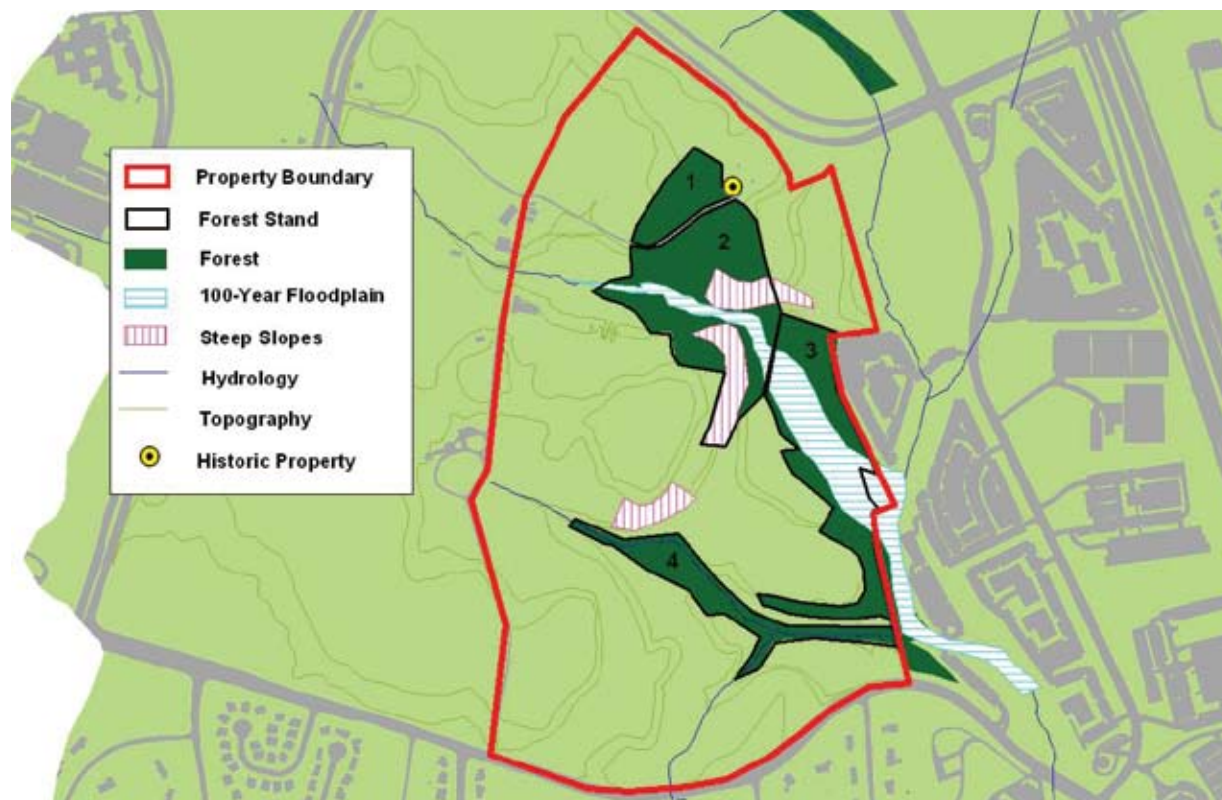 Property Boundary
Forest Stand
Forest
100-Year Floodplain
Steep Slopes
Hydrology
Topography
Historic Property
1
2
3
4